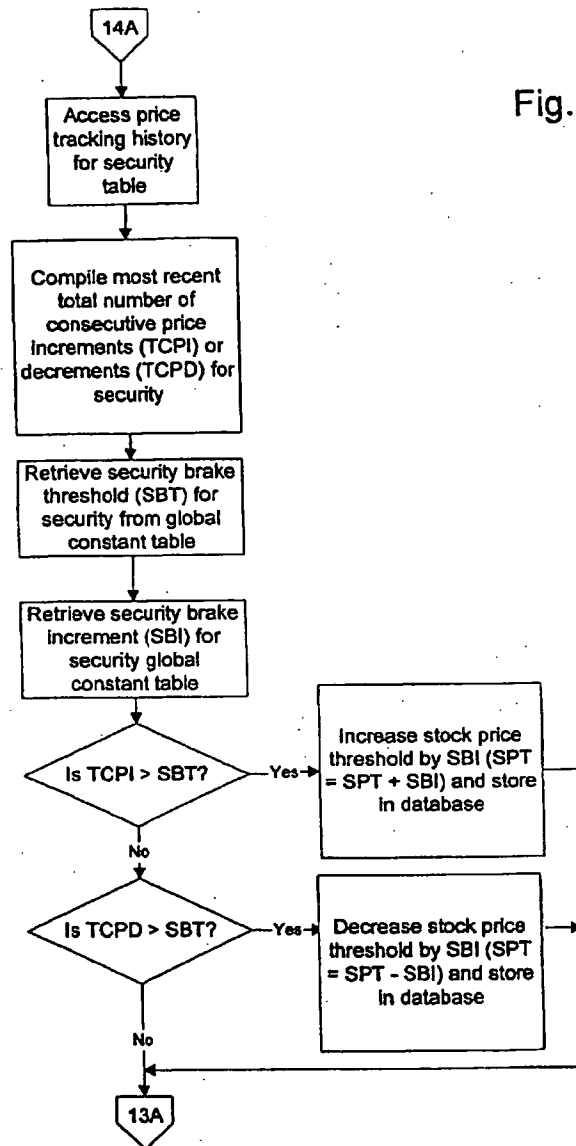 14A
Fig.
Access price
tracking history
for security
table
Compile most recent
total number of
consecutive price
increments (TCPI) or
decrements (TCPD) for
security
Retrieve security brake
threshold (SBT) for
security from global
constant table
Retrieve security brake
increment (SBI) for
security global
constant table
Is TCPI > SBT?
Yes
Increase stock price
threshold by SBI (SPT
= SPT + SBI) and store
in database
No
Is TCPD > SBT?
Yes
Decrease stock price
threshold by SBI (SPT
= SPT - SBI) and store
in database
No
13A